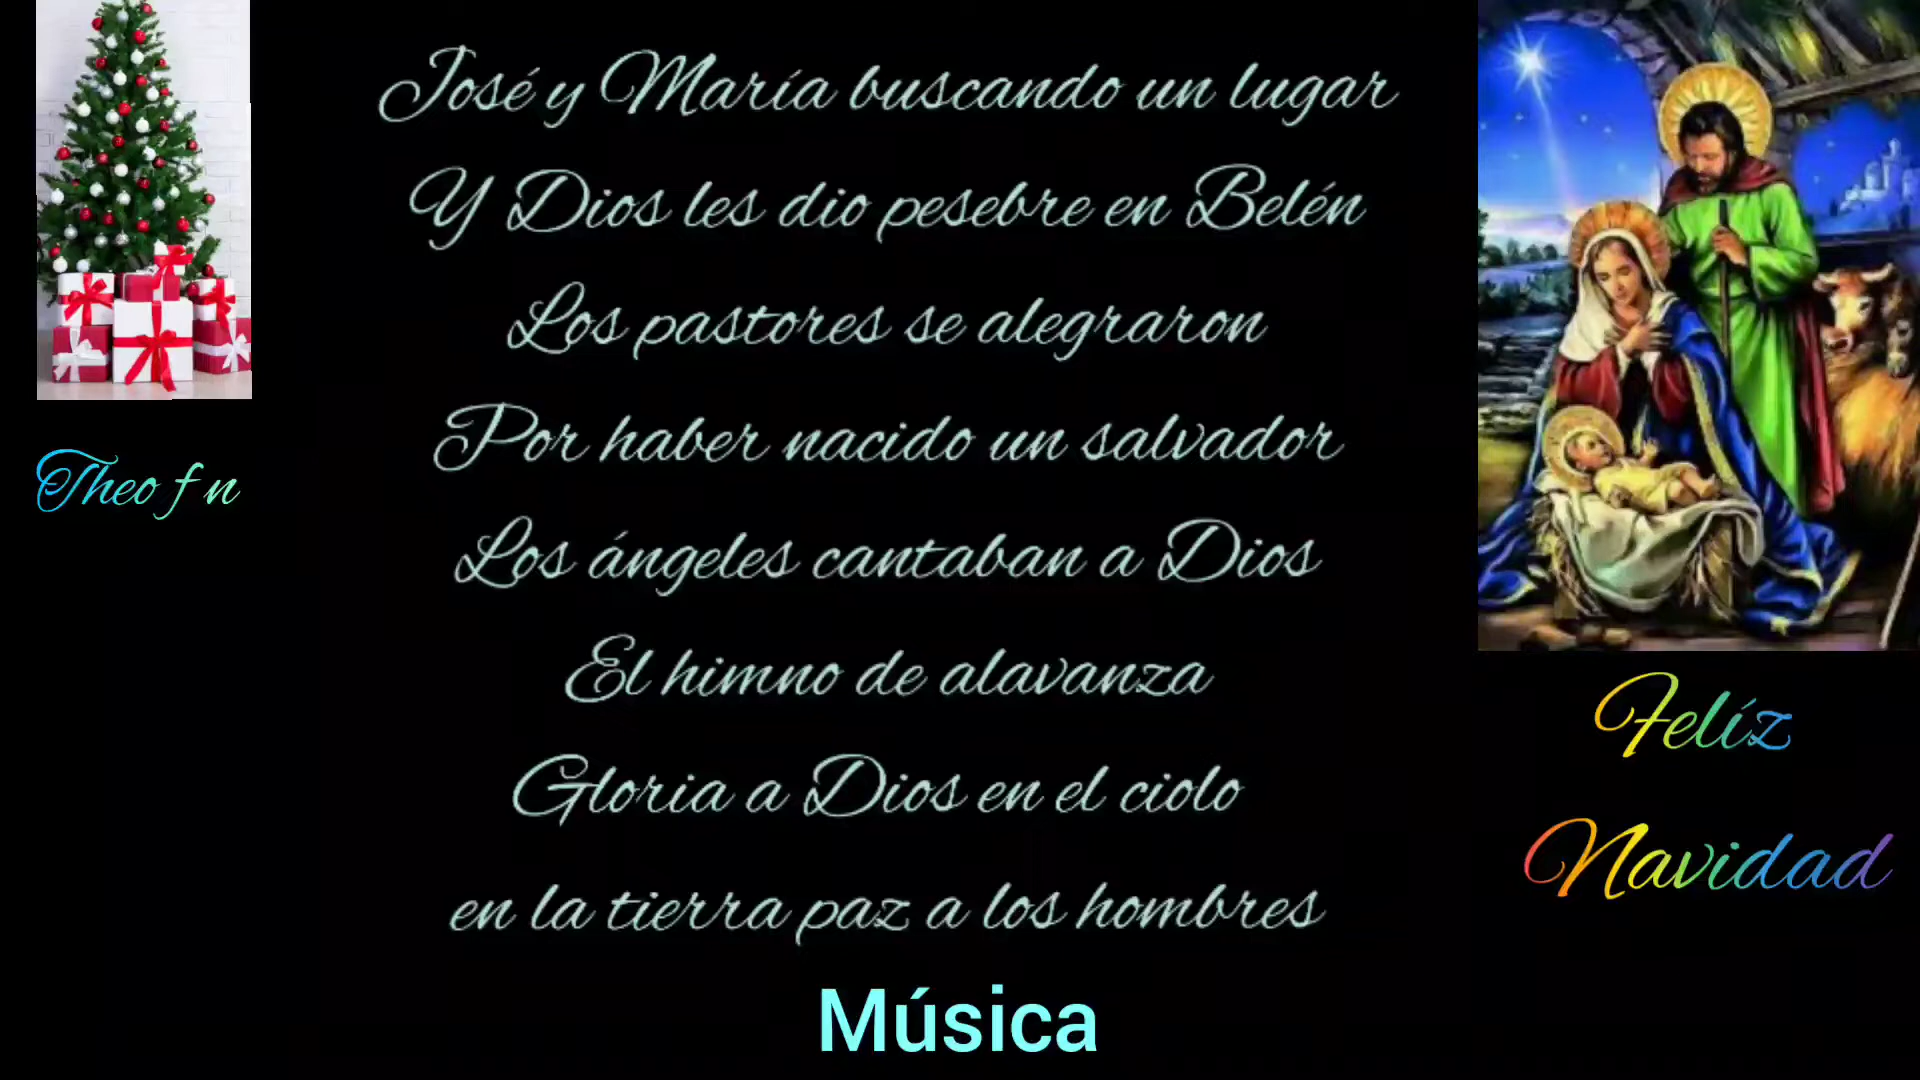 José y María buscando un lugar
Y Dios les dio pesebre en Belén
Los pastores se alegraron
Por haber nacido un salvador
Los ángeles cantaban a Dios
El himno de alavanza
Gloria a Dios en el ciolo
en la tierra paz a los hombres
Música
Theo f n
Felíz
Navidad